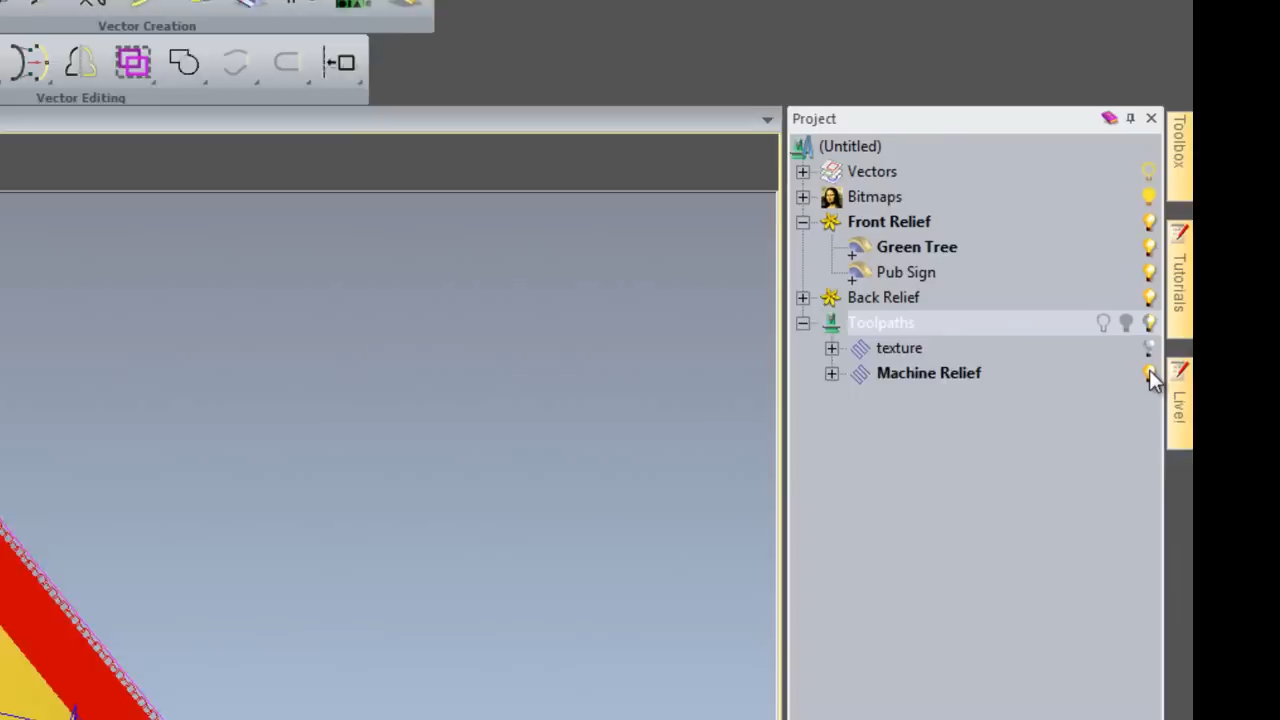 Vector Creation
Vector Editing
Project
(Untitled)
Vectors
Bitmaps
Front Relief
Green Tree
Pub Sign
Back Relief
Toolpaths
texture
Machine Relief
Toolbox
Tutorials
Live!